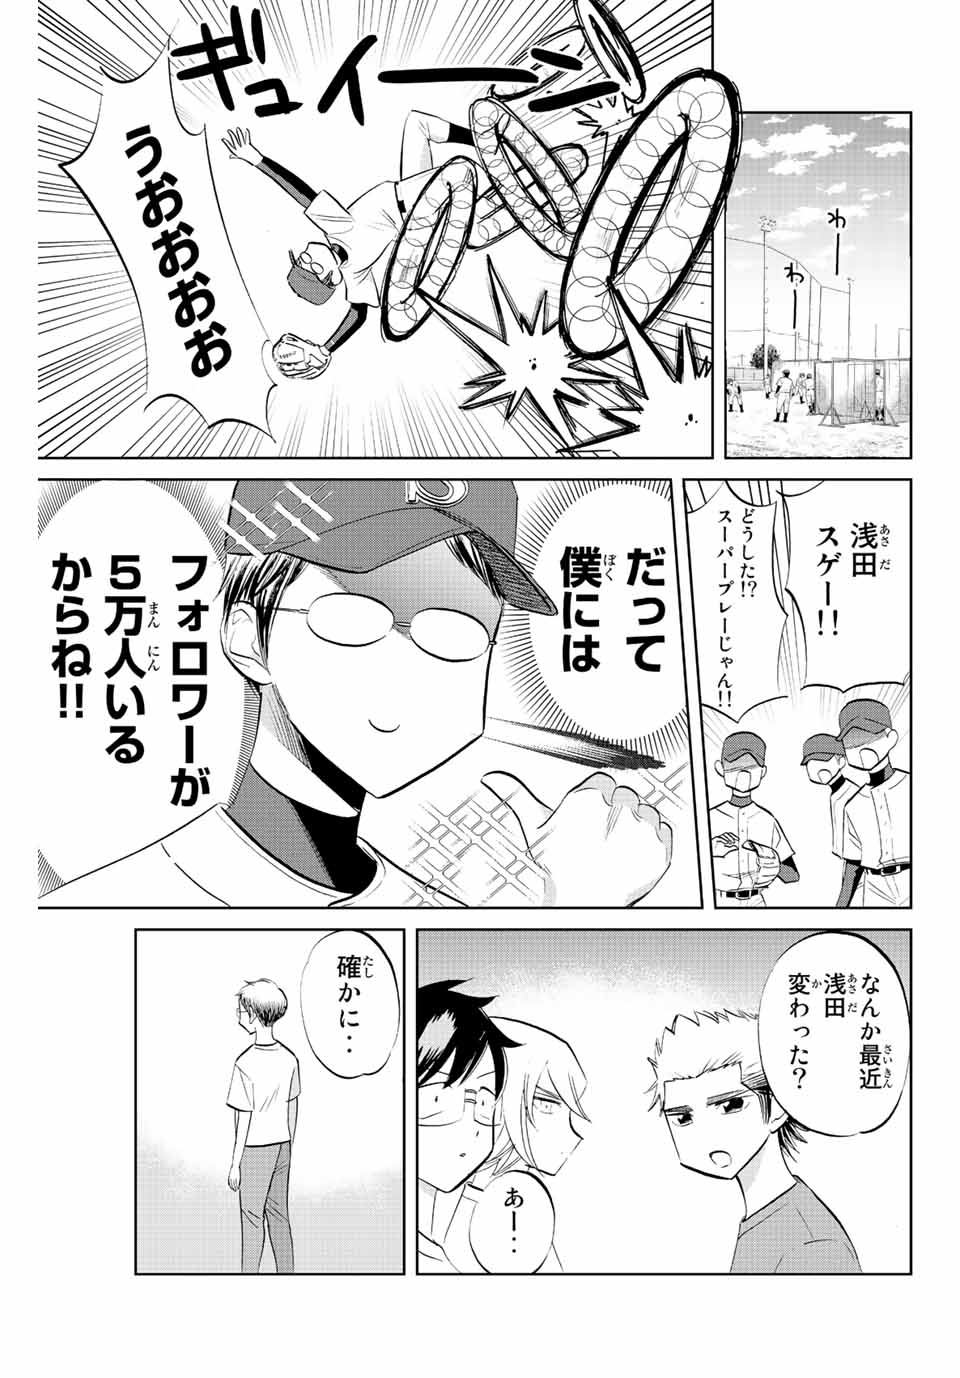 わー
わー
ギュイーン
うおおおお
浅田
スゲー!!
どうした!?
スーパープレーじゃん!!
だって
僕には
フォロワーが
5万人いる
からね!!
なんか最近
浅田
変わった?
あー・・
確かに・・